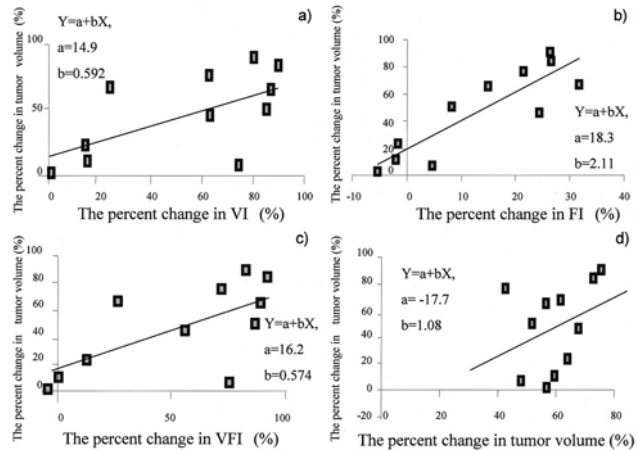 a)
The percent change in tumor volume (%)
Y=a+bX,
a=14.9
b=0.592
100
50
0
0
20
40
60
80
100
The percent change in VI (%)
b)
The percent change in tumor volume (%)
100
80
60
40
20
0
Y=a+bX,
a=18.3
b=2.11
-10
0
10
20
30
40
The percent change in FI (%)
c)
The percent change in tumor volume (%)
100
80
60
40
20
0
Y=a+bX,
a=16.2
b=0.574
0
50
100
The percent change in VFI (%)
d)
The percent change in tumor volume (%)
100
80
60
40
20
0
Y=a+bX,
a= -17.7
b=1.08
-20
-0
20
40
60
80
The percent change in tumor volume (%)